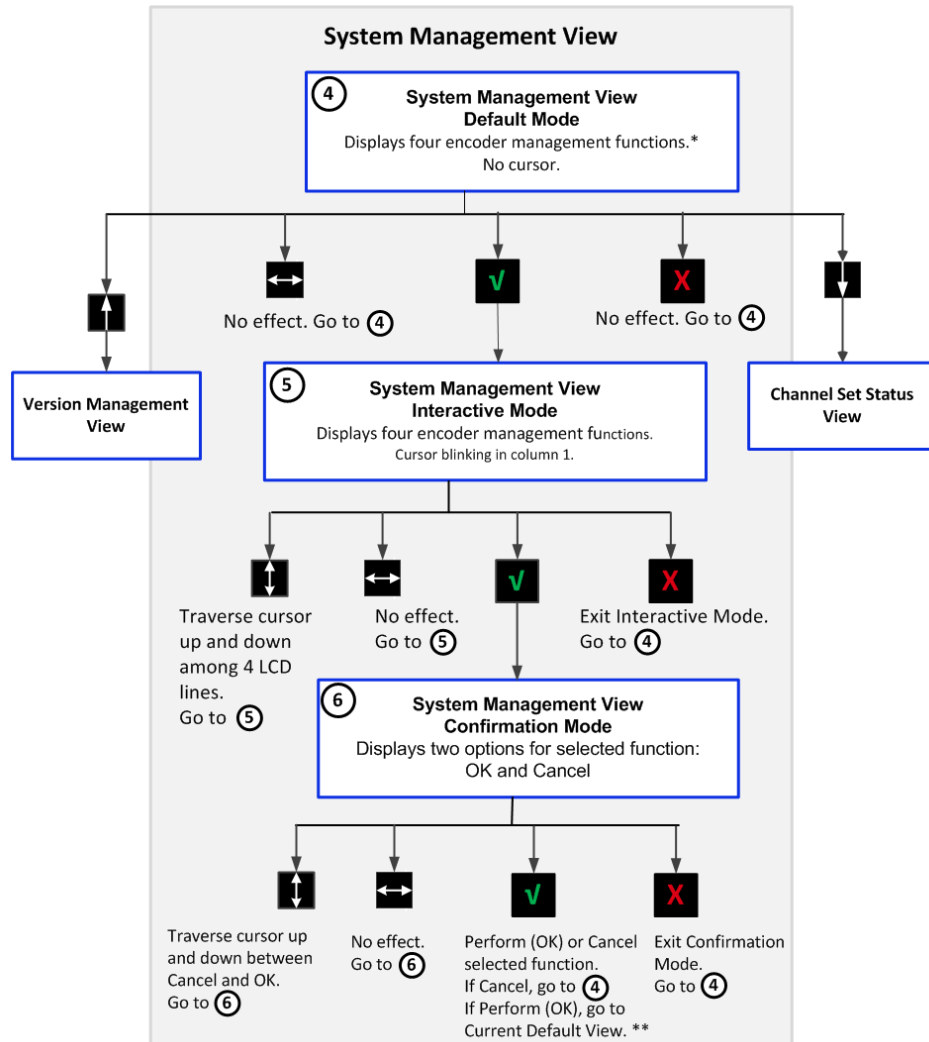 System Management View
4
System Management View
Default Mode
Displays four encoder management functions.*
No cursor.
√
X
No effect. Go to 4
No effect. Go to 4
Version Management
View
5
System Management View
Interactive Mode
Displays four encoder management functions.
Cursor blinking in column 1.
Channel Set Status
View
√
X
Traverse cursor
up and down
among 4 LCD
lines.
Go to 5
No effect.
Go to 5
Exit Interactive Mode.
Go to 4
6
System Management View
Confirmation Mode
Displays two options for selected function:
OK and Cancel
√
X
Traverse cursor up
and down between
Cancel and OK.
Go to 6
No effect.
Go to 6
Perform (OK) or Cancel
selected function.
If Cancel, go to 4
If Perform (OK), go to
Current Default View. **
Exit Confirmation
Mode.
Go to 4